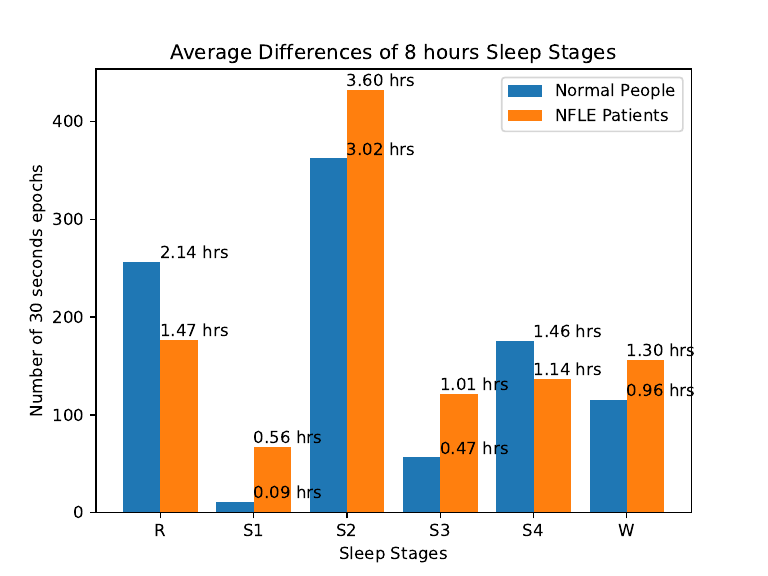 Average Differences of 8 hours Sleep Stages
Normal People
NFLE Patients
Number of 30 seconds epochs
400
300
200
100
0
2.14 hrs
1.47 hrs
0.56 hrs
0.09 hrs
3.60 hrs
3.02 hrs
1.01 hrs
0.47 hrs
1.46 hrs
1.14 hrs
1.30 hrs
0.96 hrs
R S1 S2 S3 S4 W
Sleep Stages